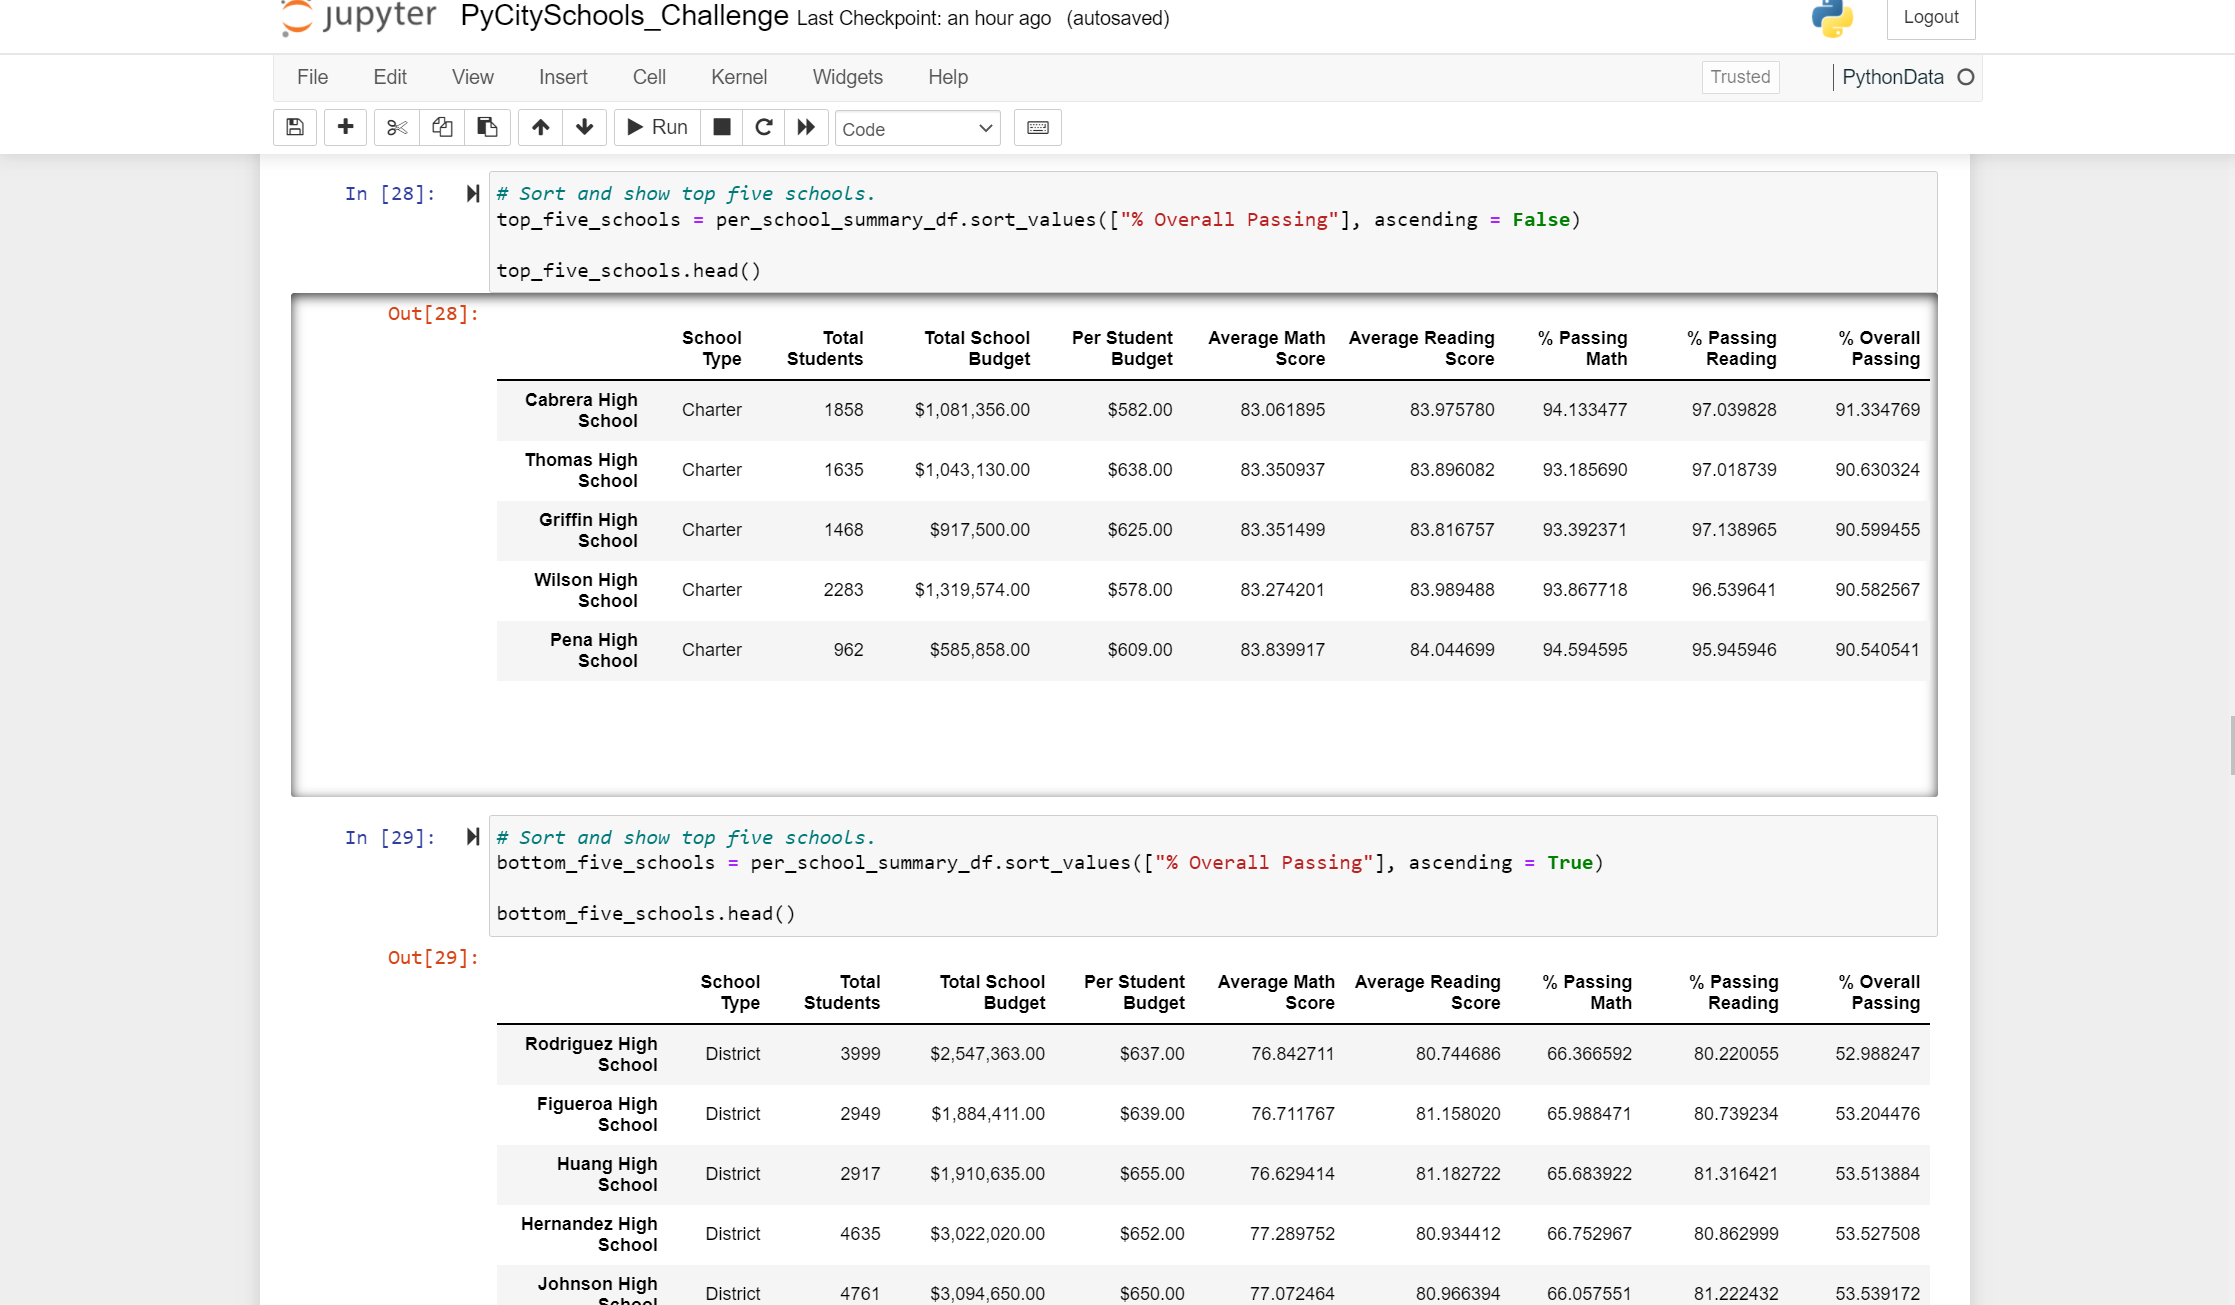 jupyter PyCitySchools_Challenge Last Checkpoint: an hour ago (autosaved) Logout
File Edit View Insert Cell Kernel Widgets Help Trusted PythonData
Run Code
In [28]: # Sort and show top five schools.
top_five_schools = per_school_summary_df.sort_values(["% Overall Passing"], ascending = False)
top_five_schools.head()
Out[28]:
School Total Total School Per Student Average Math Average Reading % Passing % Passing % Overall
Type Students Budget Budget Score Score Math Reading Passing
Cabrera High
School Charter 1858 $1,081,356.00 $582.00 83.061895 83.975780 94.133477 97.039828 91.334769
Thomas High
School Charter 1635 $1,043,130.00 $638.00 83.350937 83.896082 93.185690 97.018739 90.630324
Griffin High
School Charter 1468 $917,500.00 $625.00 83.351499 83.816757 93.392371 97.138965 90.599455
Wilson High
School Charter 2283 $1,319,574.00 $578.00 83.274201 83.989488 93.867718 96.539641 90.582567
Pena High
School Charter 962 $585,858.00 $609.00 83.839917 84.044699 94.594595 95.945946 90.540541
In [29]: # Sort and show top five schools.
bottom_five_schools = per_school_summary_df.sort_values(["% Overall Passing"], ascending = True)
bottom_five_schools.head()
Out[29]:
School Total Total School Per Student Average Math Average Reading % Passing % Passing % Overall
Type Students Budget Budget Score Score Math Reading Passing
Rodriguez High
School District 3999 $2,547,363.00 $637.00 76.842711 80.744686 66.366592 80.220055 52.988247
Figueroa High
School District 2949 $1,884,411.00 $639.00 76.711767 81.158020 65.988471 80.739234 53.204476
Huang High
School District 2917 $1,910,635.00 $655.00 76.629414 81.182722 65.683922 81.316421 53.513884
Hernandez High
School District 4635 $3,022,020.00 $652.00 77.289752 80.934412 66.752967 80.862999 53.527508
Johnson High
School District 4761 $3,094,650.00 $650.00 77.072464 80.966394 66.057551 81.222432 53.539172